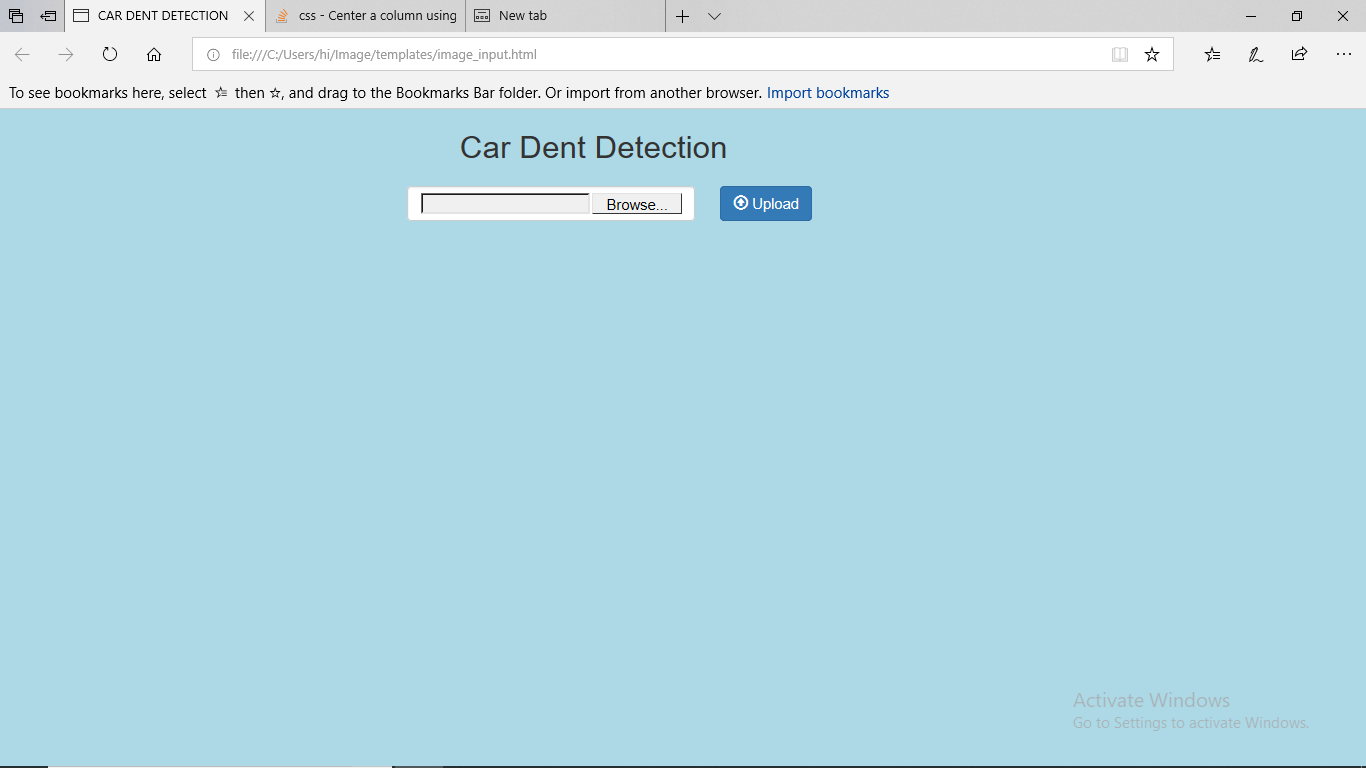 CAR DENT DETECTION
css - Center a column using
New tab
file:///C:/Users/hi/Image/templates/image_input.html
To see bookmarks here, select then , and drag to the Bookmarks Bar folder. Or import from another browser. Import bookmarks
Car Dent Detection
Browse...
Upload
Activate Windows
Go to Settings to activate Windows.